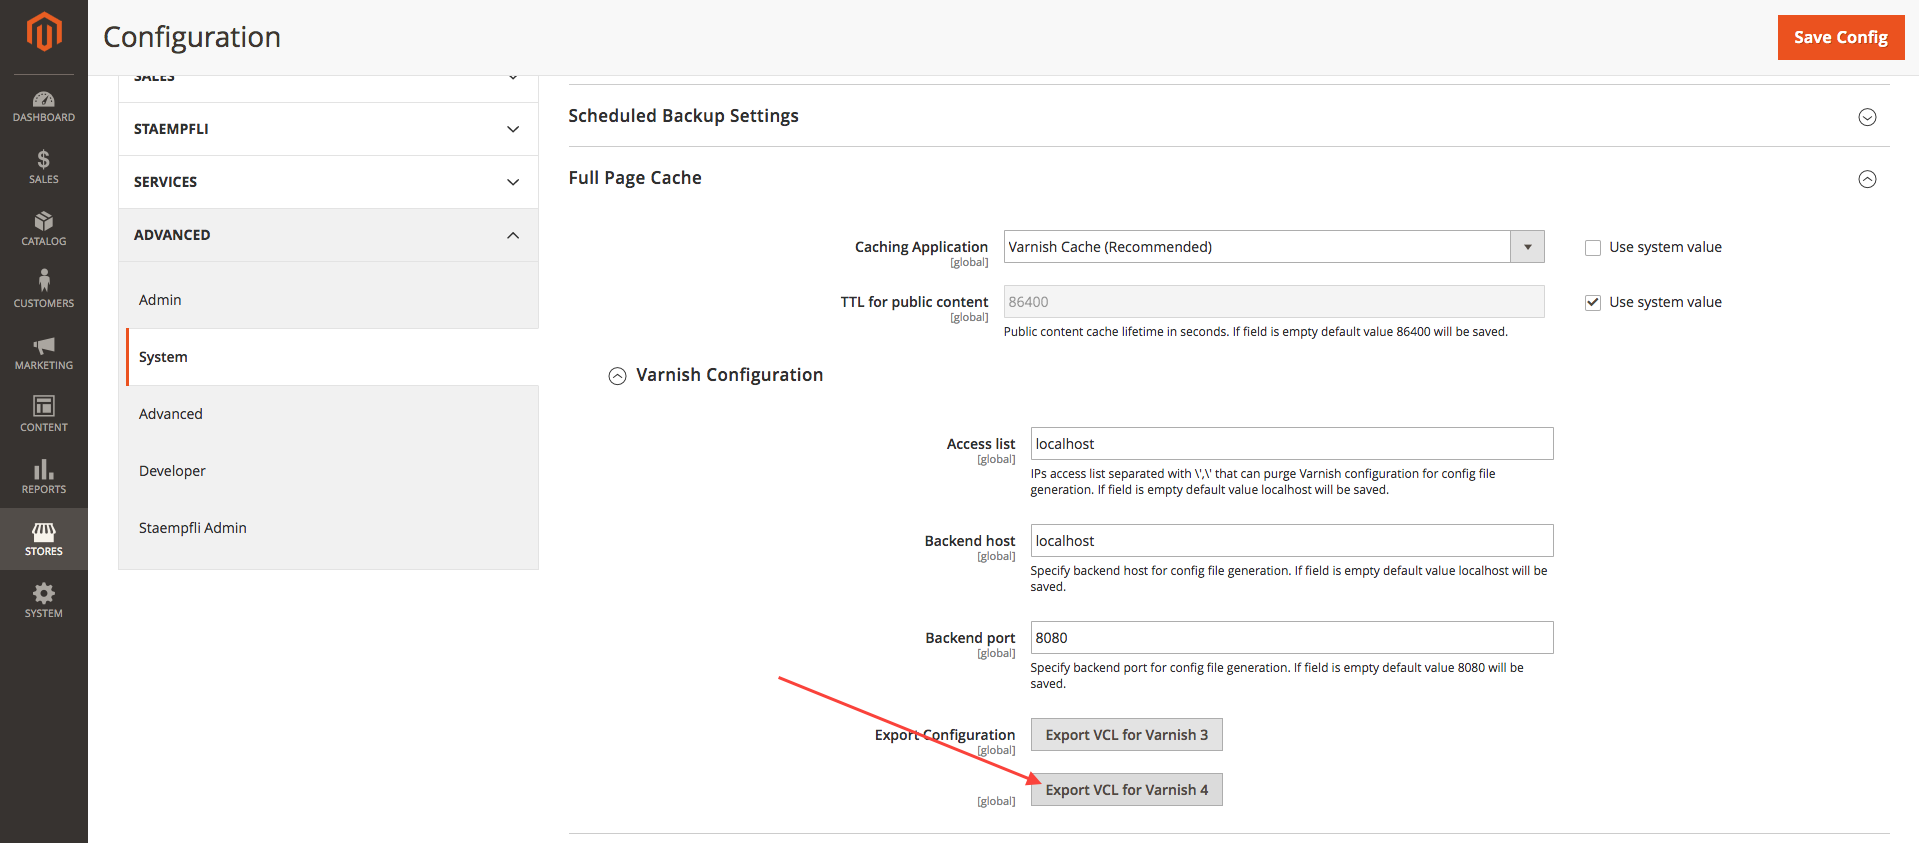 Configuration
Save Config
DASHBOARD
SALES
CATALOG
CUSTOMERS
MARKETING
CONTENT
REPORTS
STORES
SYSTEM
SALES
STAEMPFLI
SERVICES
ADVANCED
Admin
System
Advanced
Developer
Staempfli Admin
Scheduled Backup Settings
Full Page Cache
Caching Application
[global]
Varnish Cache (Recommended)
Use system value
TTL for public content
[global]
86400
Use system value
Public content cache lifetime in seconds. If field is empty default value 86400 will be saved.
Varnish Configuration
Access list
[global]
localhost
IPs access list separated with \',\' that can purge Varnish configuration for config file
generation. If field is empty default value localhost will be saved.
Backend host
[global]
localhost
Specify backend host for config file generation. If field is empty default value localhost will be
saved.
Backend port
[global]
8080
Specify backend port for config file generation. If field is empty default value 8080 will be
saved.
Export Configuration
[global]
Export VCL for Varnish 3
[global]
Export VCL for Varnish 4